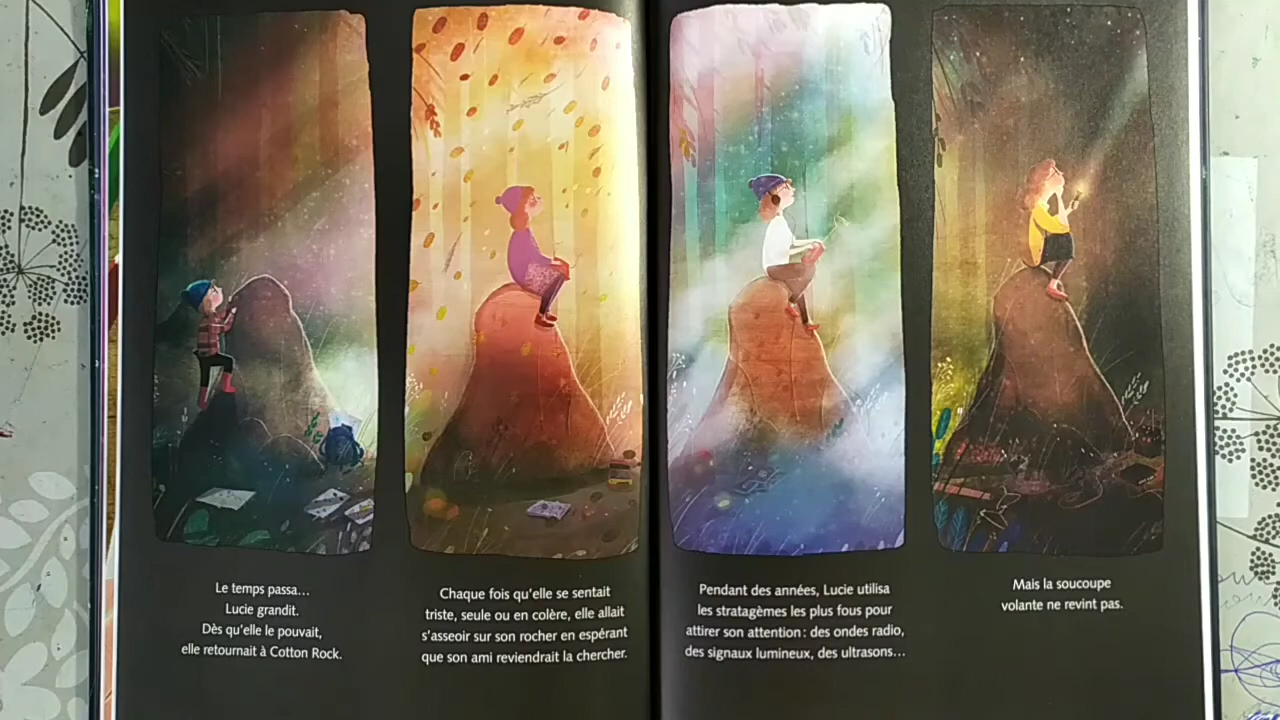 Le temps passa...
Lucie grandit.
Dès qu'elle le pouvait,
elle retournait à Cotton Rock.
Chaque fois qu'elle se sentait
triste, seule ou en colère, elle allait
s'asseoir sur son rocher en espérant
que son ami reviendrait la chercher.
Pendant des années, Lucie utilisa
les stratagèmes les plus fous pour
attirer son attention : des ondes radio,
des signaux lumineux, des ultrasons...
Mais la soucoupe
volante ne revint pas.